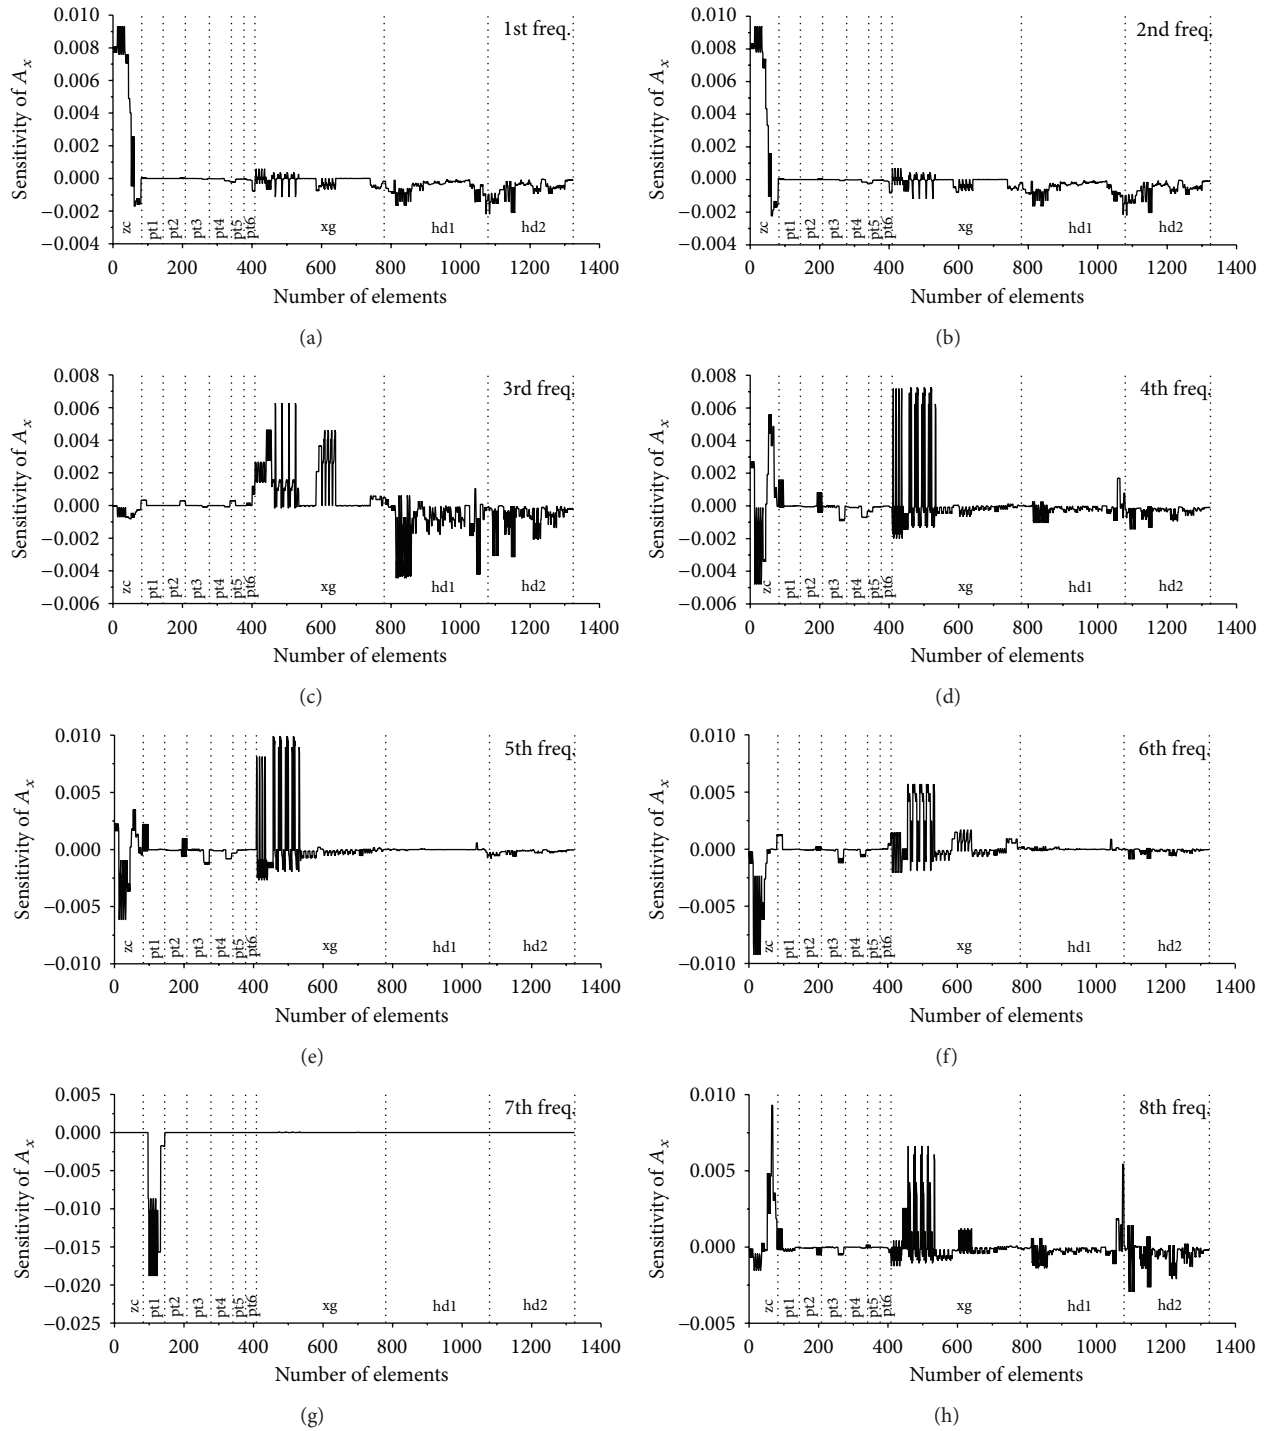 1st freq.
Sensitivity of Aₓ
0.010
0.008
0.006
0.004
0.002
0.000
−0.002
−0.004
zc pt1 pt2 pt3 pt4 pt5 pt6 xg hd1 hd2
0 200 400 600 800 1000 1200 1400
Number of elements
(a)
2nd freq.
Sensitivity of Aₓ
0.010
0.008
0.006
0.004
0.002
0.000
−0.002
−0.004
zc pt1 pt2 pt3 pt4 pt5 pt6 xg hd1 hd2
0 200 400 600 800 1000 1200 1400
Number of elements
(b)
3rd freq.
Sensitivity of Aₓ
0.008
0.006
0.004
0.002
0.000
−0.002
−0.004
−0.006
zc pt1 pt2 pt3 pt4 pt5 pt6 xg hd1 hd2
0 200 400 600 800 1000 1200 1400
Number of elements
(c)
4th freq.
Sensitivity of Aₓ
0.008
0.006
0.004
0.002
0.000
−0.002
−0.004
−0.006
zc pt1 pt2 pt3 pt4 pt5 pt6 xg hd1 hd2
0 200 400 600 800 1000 1200 1400
Number of elements
(d)
5th freq.
Sensitivity of Aₓ
0.010
0.005
0.000
−0.005
−0.010
zc pt1 pt2 pt3 pt4 pt5 pt6 xg hd1 hd2
0 200 400 600 800 1000 1200 1400
Number of elements
(e)
6th freq.
Sensitivity of Aₓ
0.010
0.005
0.000
−0.005
−0.010
zc pt1 pt2 pt3 pt4 pt5 pt6 xg hd1 hd2
0 200 400 600 800 1000 1200 1400
Number of elements
(f)
7th freq.
Sensitivity of Aₓ
0.005
0.000
−0.005
−0.010
−0.015
−0.020
−0.025
zc pt1 pt2 pt3 pt4 pt5 pt6 xg hd1 hd2
0 200 400 600 800 1000 1200 1400
Number of elements
(g)
8th freq.
Sensitivity of Aₓ
0.010
0.005
0.000
−0.005
zc pt1 pt2 pt3 pt4 pt5 pt6 xg hd1 hd2
0 200 400 600 800 1000 1200 1400
Number of elements
(h)